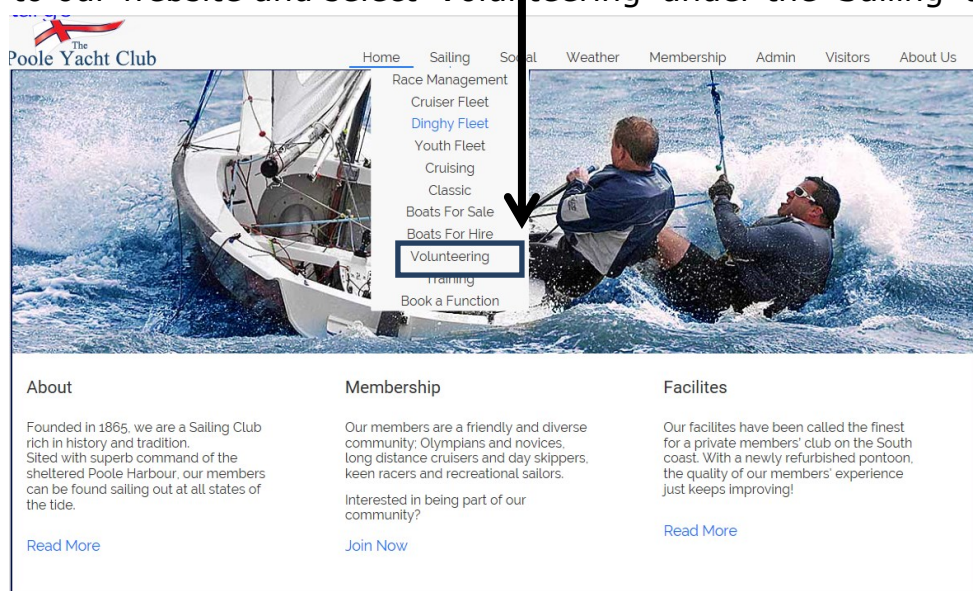 to our website and select 'Volunteering' under the 'Sailing'
The
Poole Yacht Club
Home Sailing Social Weather Membership Admin Visitors About Us
Race Management
Cruiser Fleet
Dinghy Fleet
Youth Fleet
Cruising
Classic
Boats For Sale
Boats For Hire
Volunteering
Training
Book a Function
About
Founded in 1865, we are a Sailing Club
rich in history and tradition.
Sited with superb command of the
sheltered Poole Harbour, our members
can be found sailing out at all states of
the tide.
Read More
Membership
Our members are a friendly and diverse
community; Olympians and novices,
long distance cruisers and day skippers,
keen racers and recreational sailors.
Interested in being part of our
community?
Join Now
Facilites
Our facilites have been called the finest
for a private members' club on the South
coast. With a newly refurbished pontoon,
the quality of our members' experience
just keeps improving!
Read More